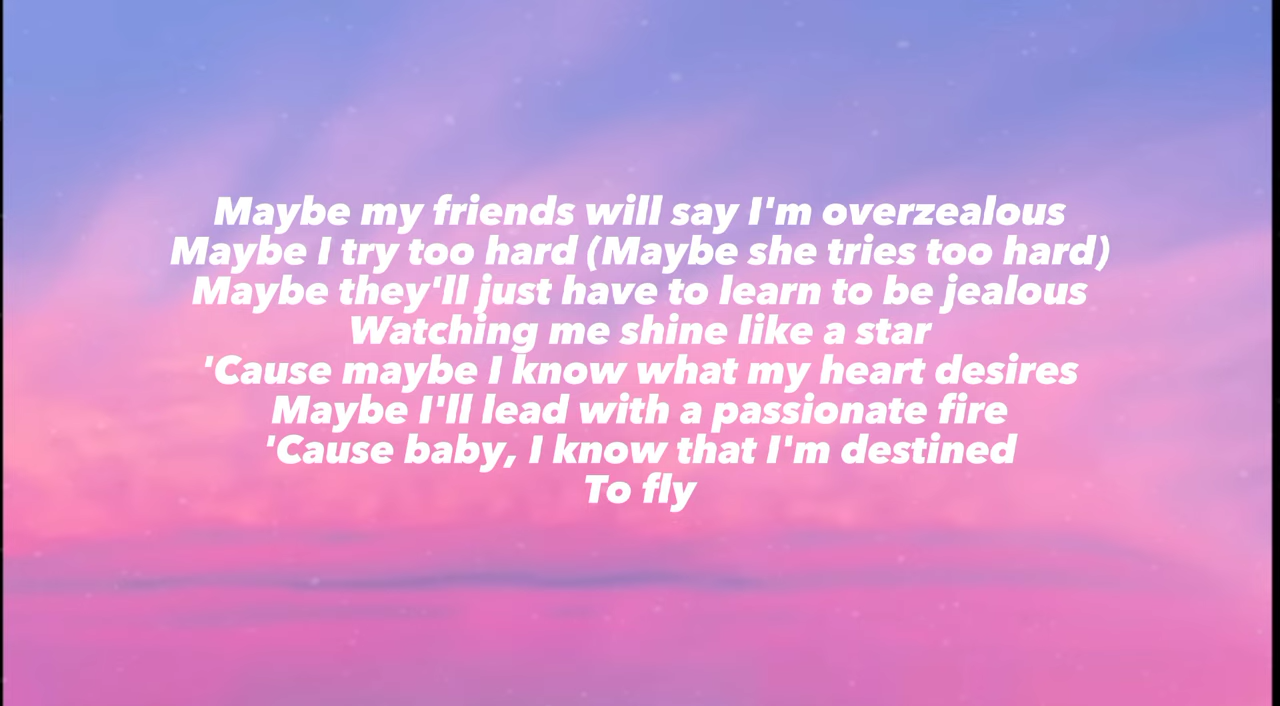 Maybe my friends will say I'm overzealous
Maybe I try too hard (Maybe she tries too hard)
Maybe they'll just have to learn to be jealous
Watching me shine like a star
'Cause maybe I know what my heart desires
Maybe I'll lead with a passionate fire
'Cause baby, I know that I'm destined
To fly